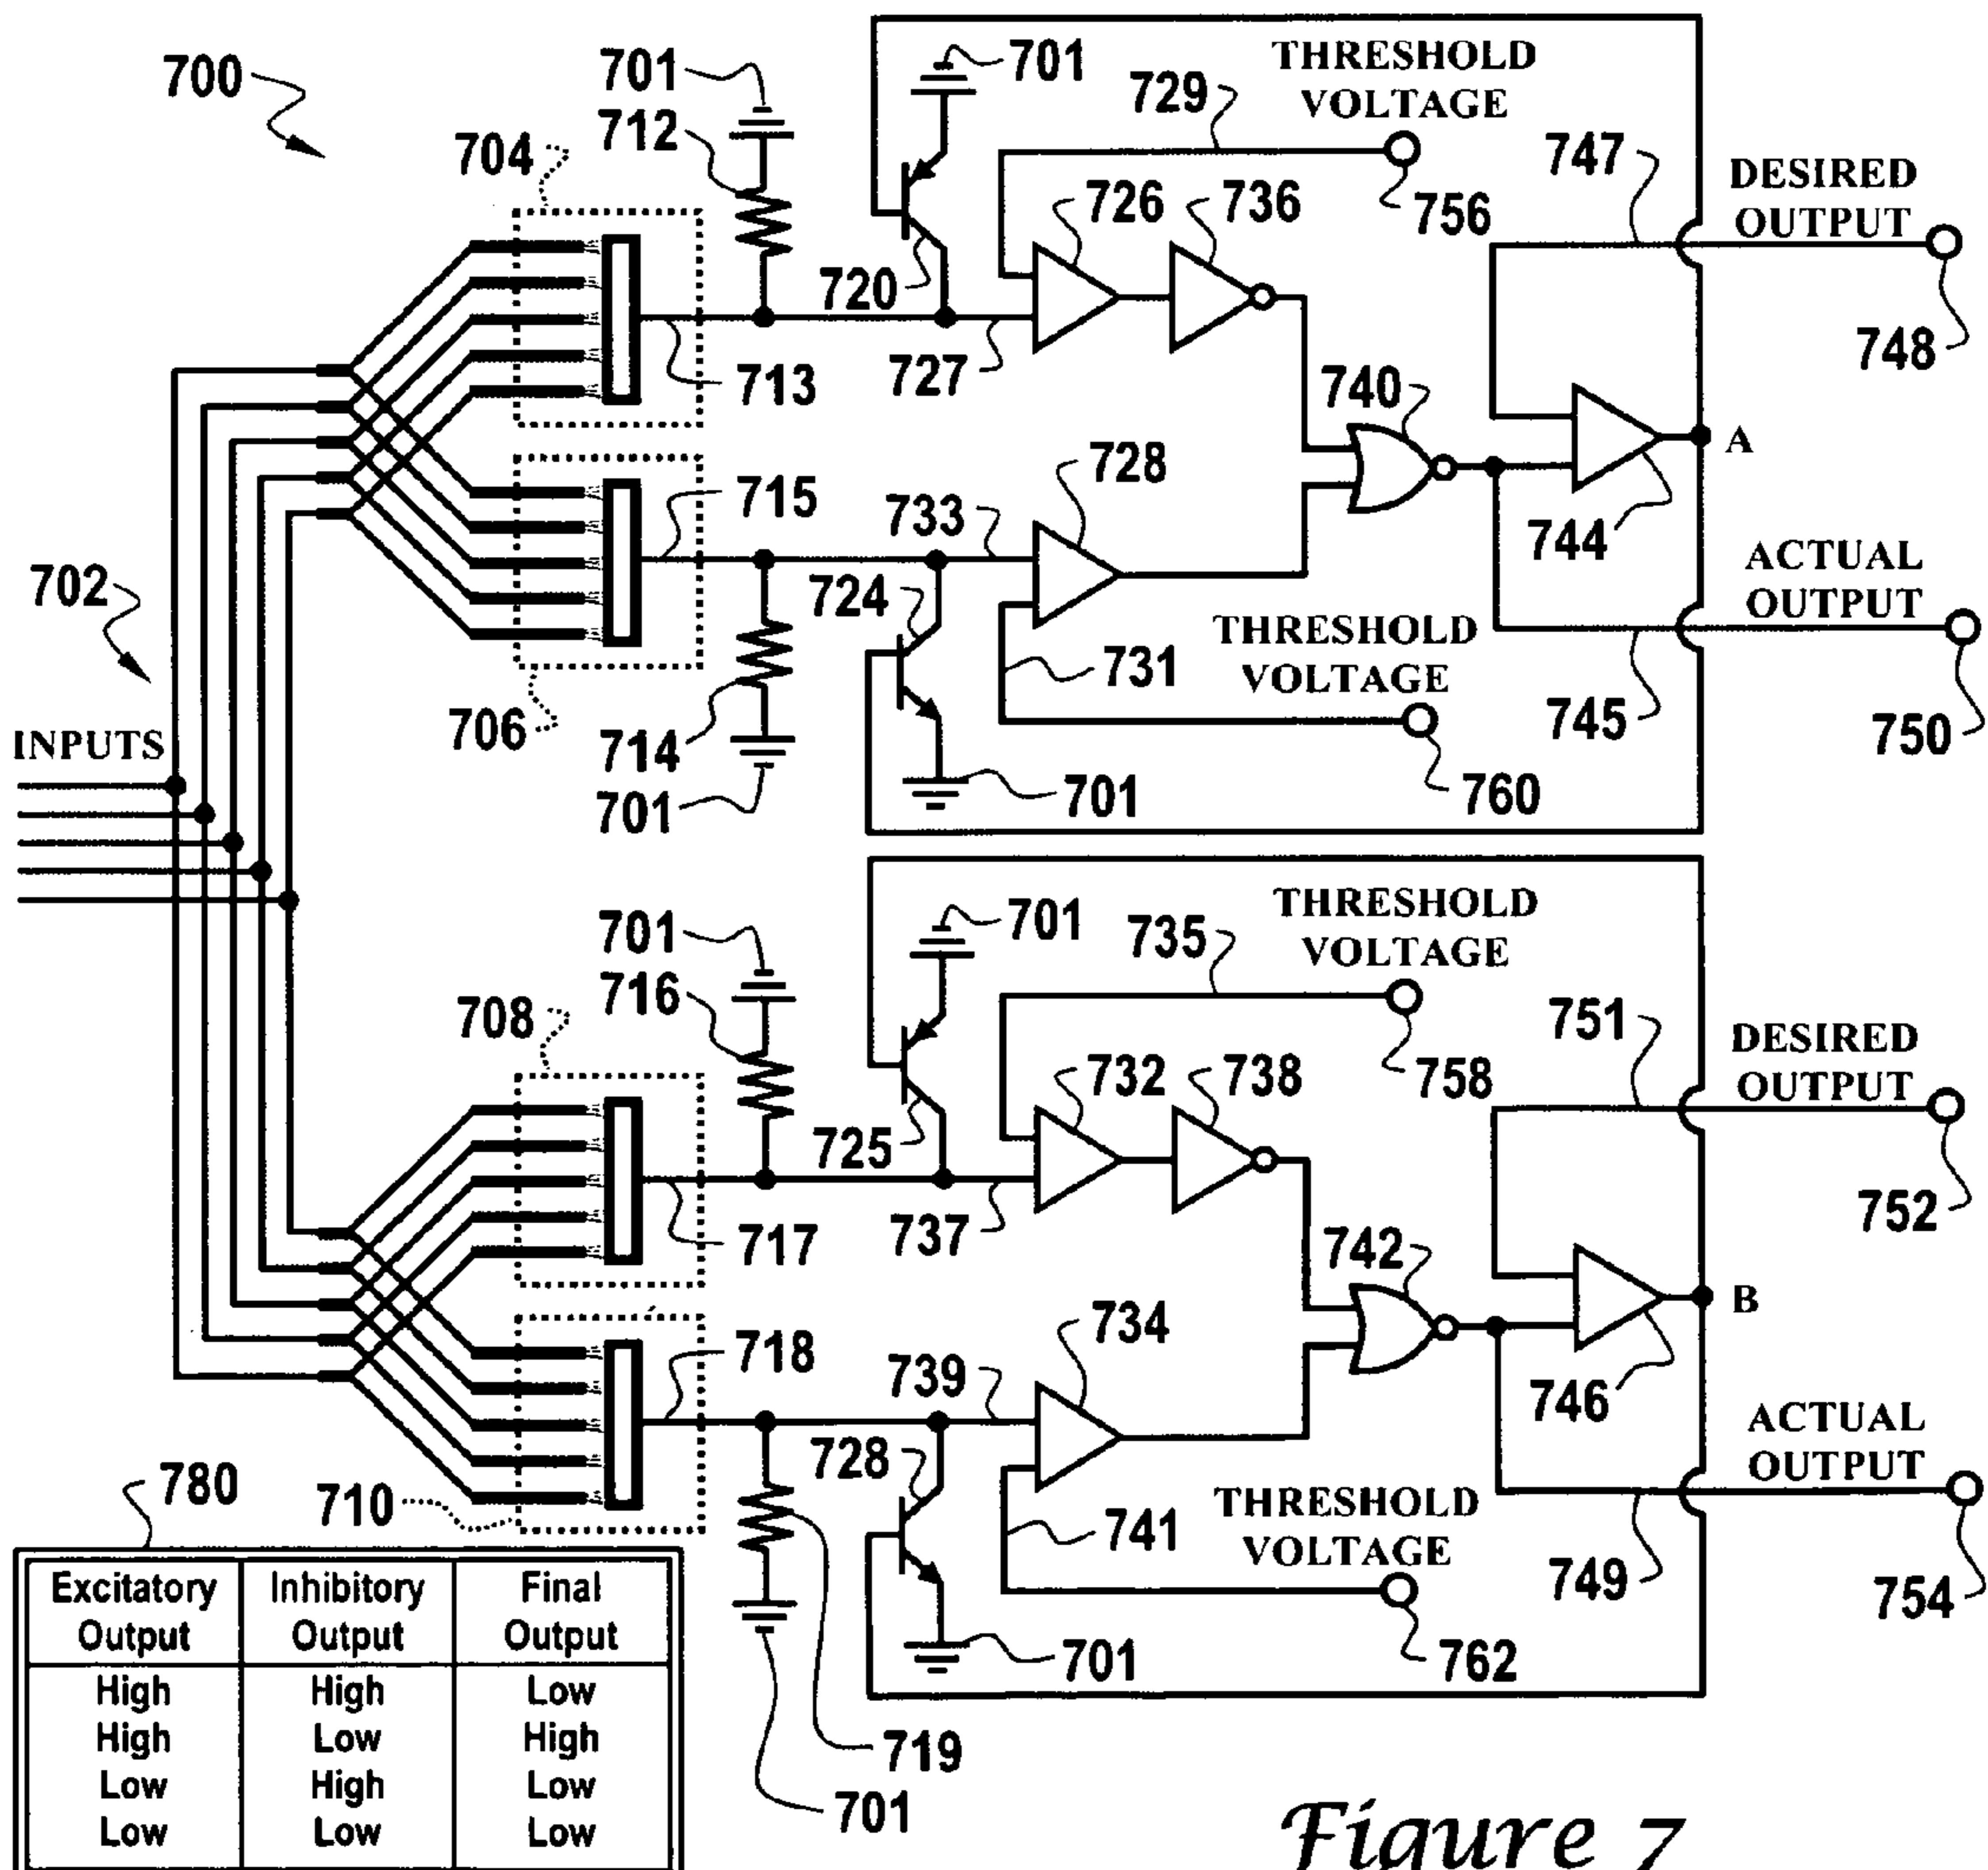 701
701
THRESHOLD
VOLTAGE
700
712
729
704
747
DESIRED
OUTPUT
726
736
756
720
748
713
727
740
A
728
715
733
744
ACTUAL
OUTPUT
702
724
THRESHOLD
VOLTAGE
731
706
714
745
750
INPUTS
701
701
760
THRESHOLD
VOLTAGE
701
701
735
716
708
751
DESIRED
OUTPUT
732
738
758
725
752
717
737
742
B
734
718
739
746
ACTUAL
OUTPUT
728
780
710
THRESHOLD
VOLTAGE
741
749
754
701
762
719
701
Excitatory Output Inhibitory Output Final Output
High High Low
High Low High
Low High Low
Low Low Low
Figure 7